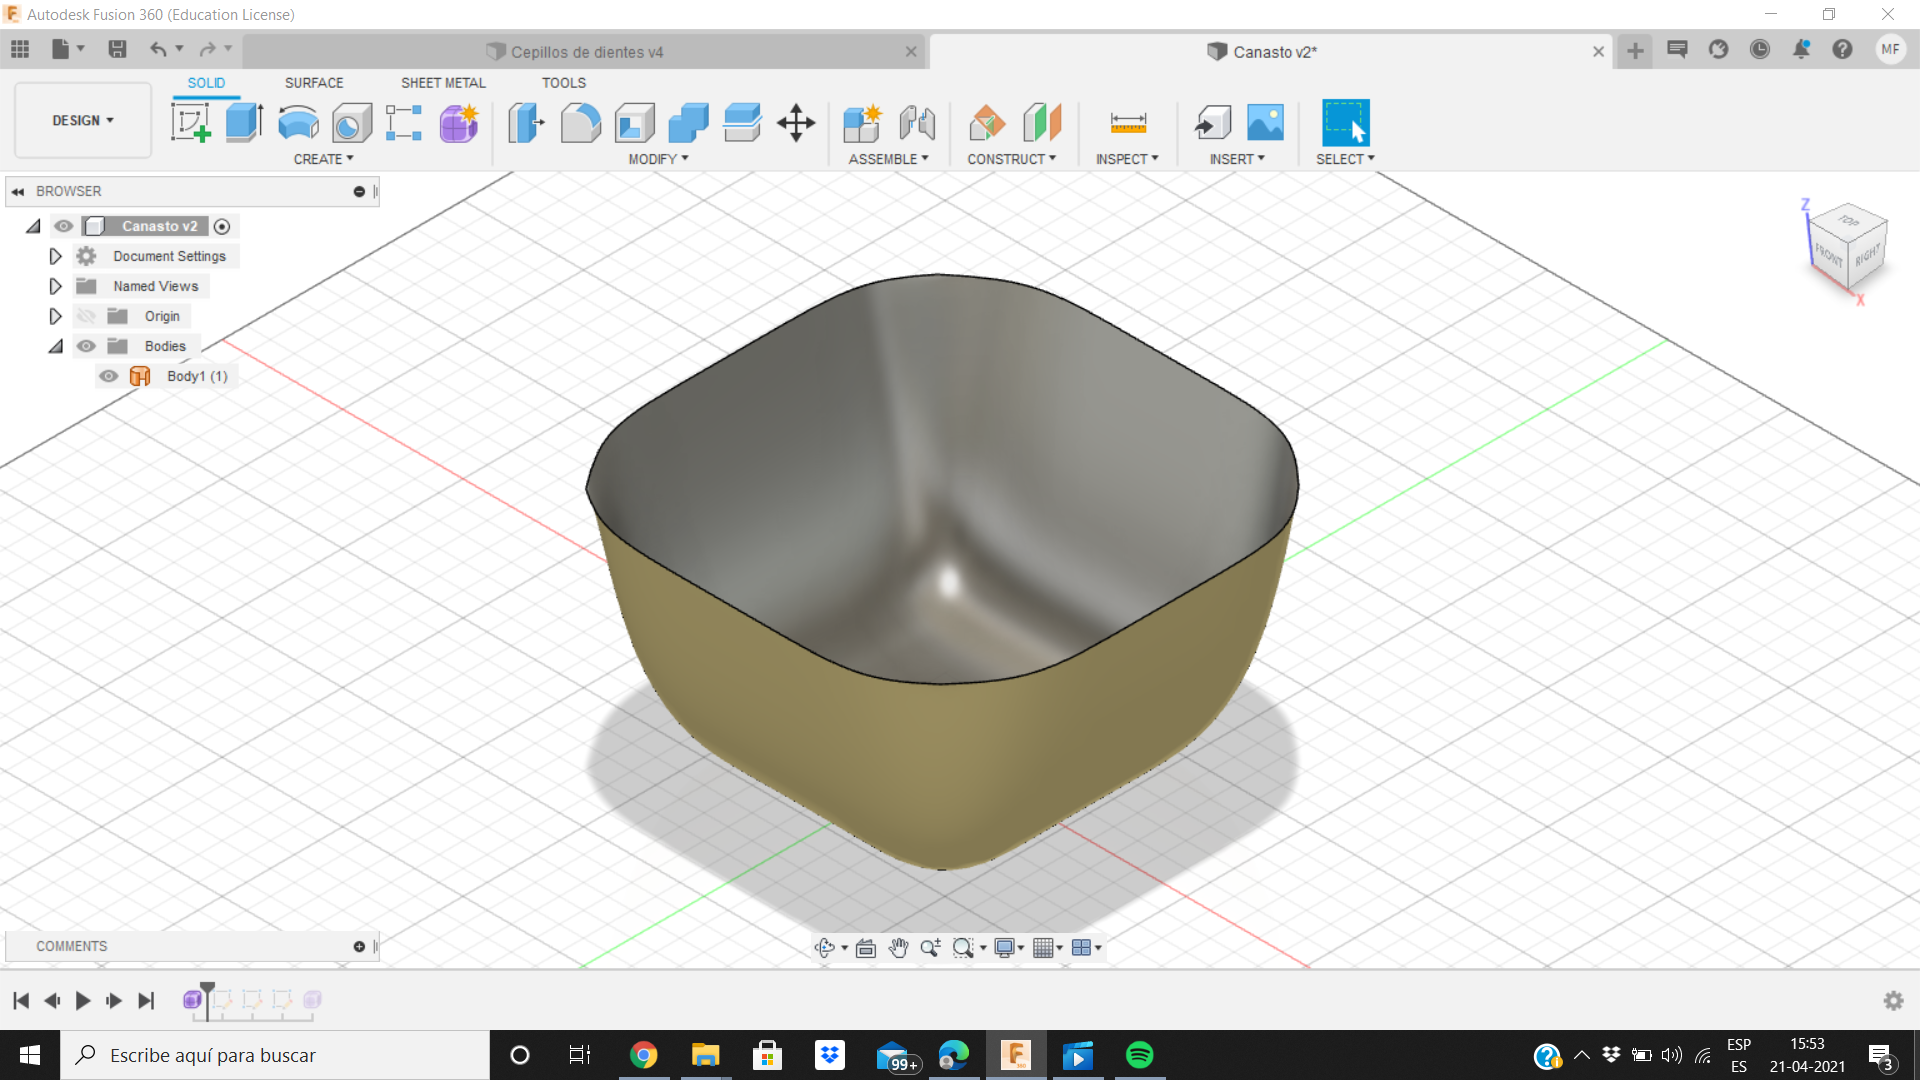 Autodesk Fusion 360 (Education License)
Cepillos de dientes v4
Canasto v2*
MF
SOLID
SURFACE
SHEET METAL
TOOLS
DESIGN
CREATE
MODIFY
ASSEMBLE
CONSTRUCT
INSPECT
INSERT
SELECT
BROWSER
Canasto v2
Document Settings
Named Views
Origin
Bodies
Body1 (1)
Z
TOP
FRONT
RIGHT
X
COMMENTS
Escribe aquí para buscar
99+
ESP
ES
15:53
21-04-2021
3